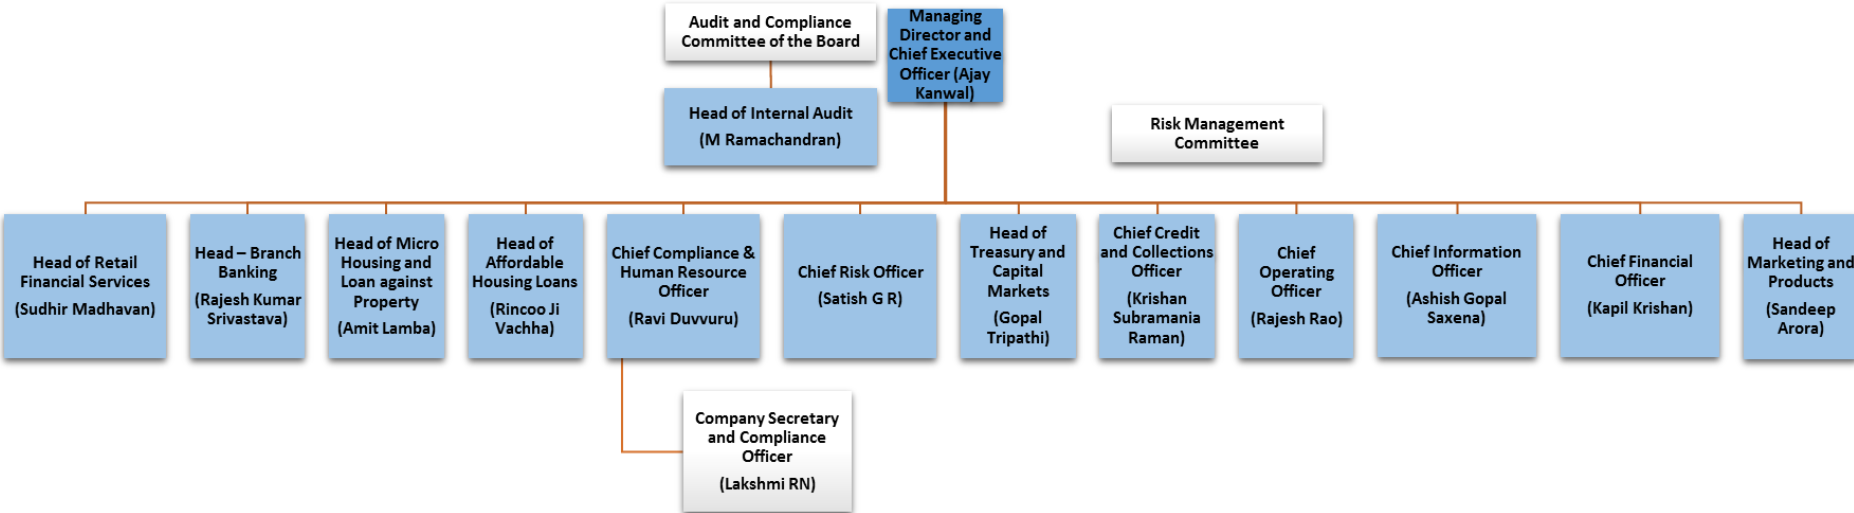 Audit and Compliance
Committee of the Board
Managing
Director and
Chief Executive
Officer (Ajay
Kanwal)
Head of Internal Audit
(M Ramachandran)
Risk Management
Committee
Head of Retail
Financial Services
(Sudhir Madhavan)
Head – Branch
Banking
(Rajesh Kumar
Srivastava)
Head of Micro
Housing and
Loan against
Property
(Amit Lamba)
Head of
Affordable
Housing Loans
(Rincoo Ji
Vachha)
Chief Compliance &
Human Resource
Officer
(Ravi Duvvuru)
Chief Risk Officer
(Satish G R)
Head of
Treasury and
Capital
Markets
(Gopal
Tripathi)
Chief Credit
and Collections
Officer
(Krishan
Subramania
Raman)
Chief
Operating
Officer
(Rajesh Rao)
Chief Information
Officer
(Ashish Gopal
Saxena)
Chief Financial
Officer
(Kapil Krishan)
Head of
Marketing and
Products
(Sandeep
Arora)
Company Secretary
and Compliance
Officer
(Lakshmi RN)